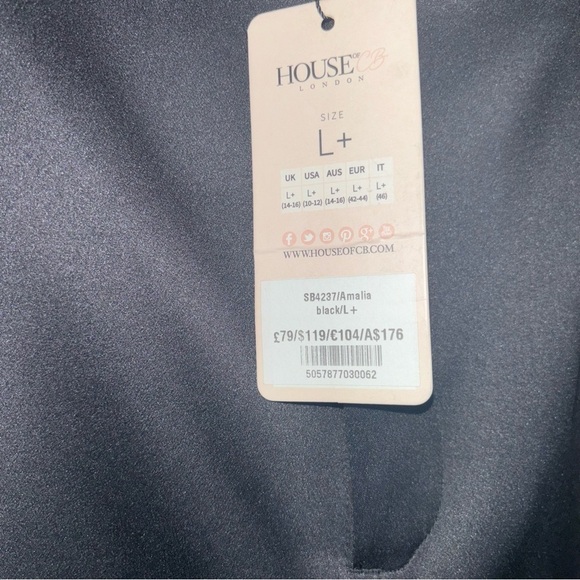 HOUSE OF CB
LONDON
SIZE
L+
UK USA AUS EUR IT
L+ L+ L+ L+ L+
(14-16) (10-12) (14-16) (42-44) (46)
WWW.HOUSEOFCB.COM
SB4237/Amalia
black/L+
£79/$119/€104/A$176
5057877030062